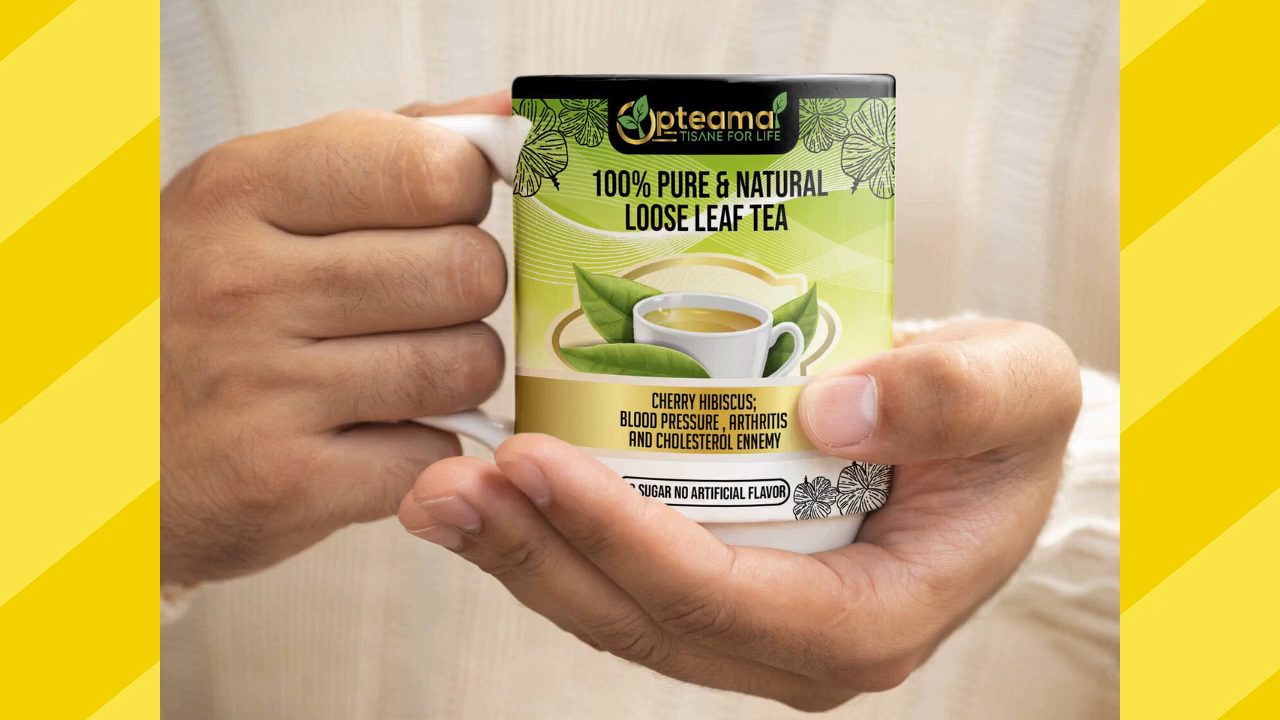 Opteama
TISANE FOR LIFE
100% PURE & NATURAL
LOOSE LEAF TEA
CHERRY HIBISCUS;
BLOOD PRESSURE , ARTHRITIS
AND CHOLESTEROL ENNEMY
SUGAR NO ARTIFICIAL FLAVOR